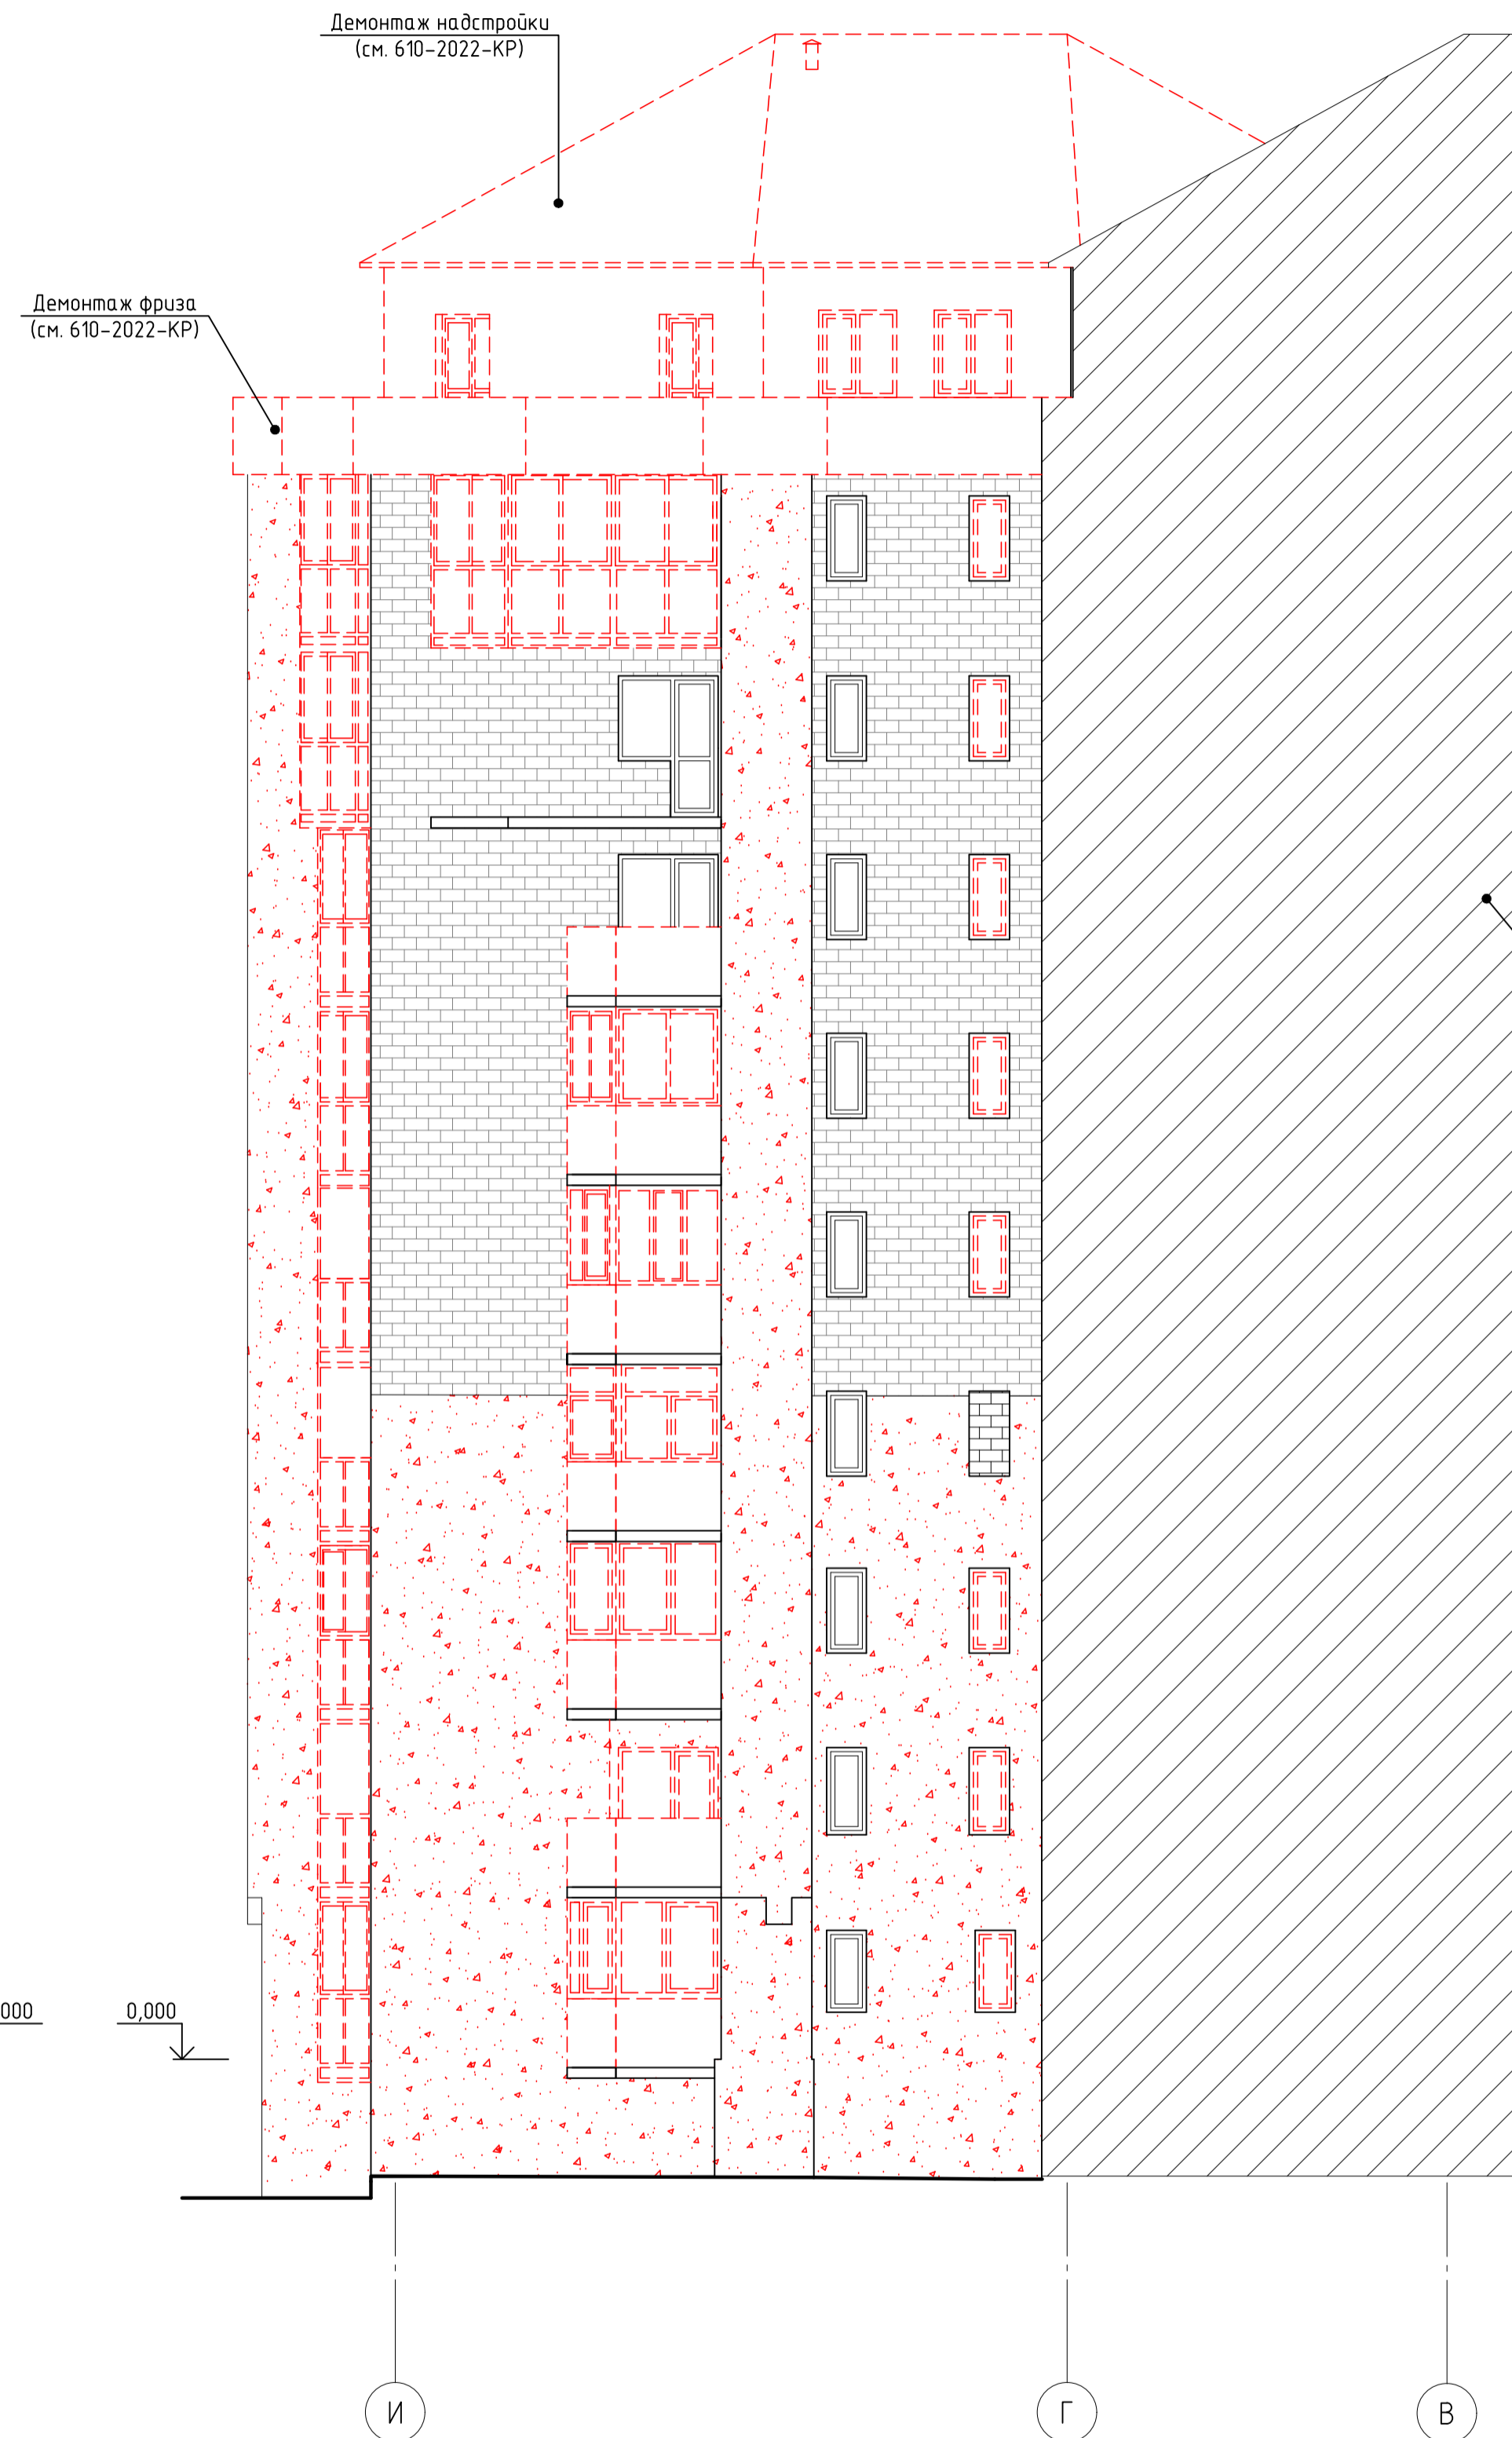 Демонтаж надстройки
(см. 610-2022-КР)
Демонтаж фриза
(см. 610-2022-КР)
000
0,000
И
Г
В